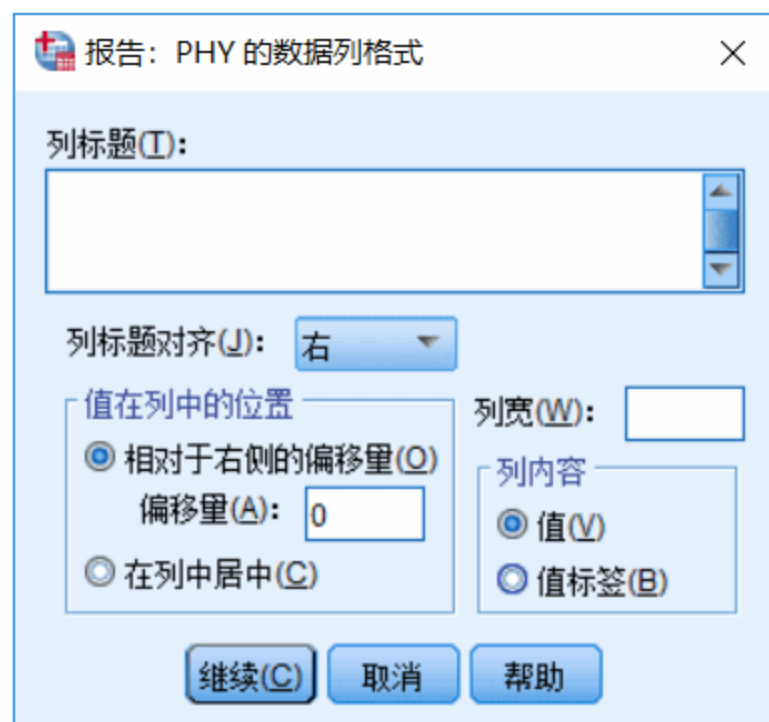 报告：PHY 的数据列格式
列标题(T)：
列标题对齐(J)：
右
值在列中的位置
列宽(W)：
相对于右侧的偏移量(O)
偏移量(A)：
0
在列中居中(C)
列内容
值(V)
值标签(B)
继续(C)
取消
帮助